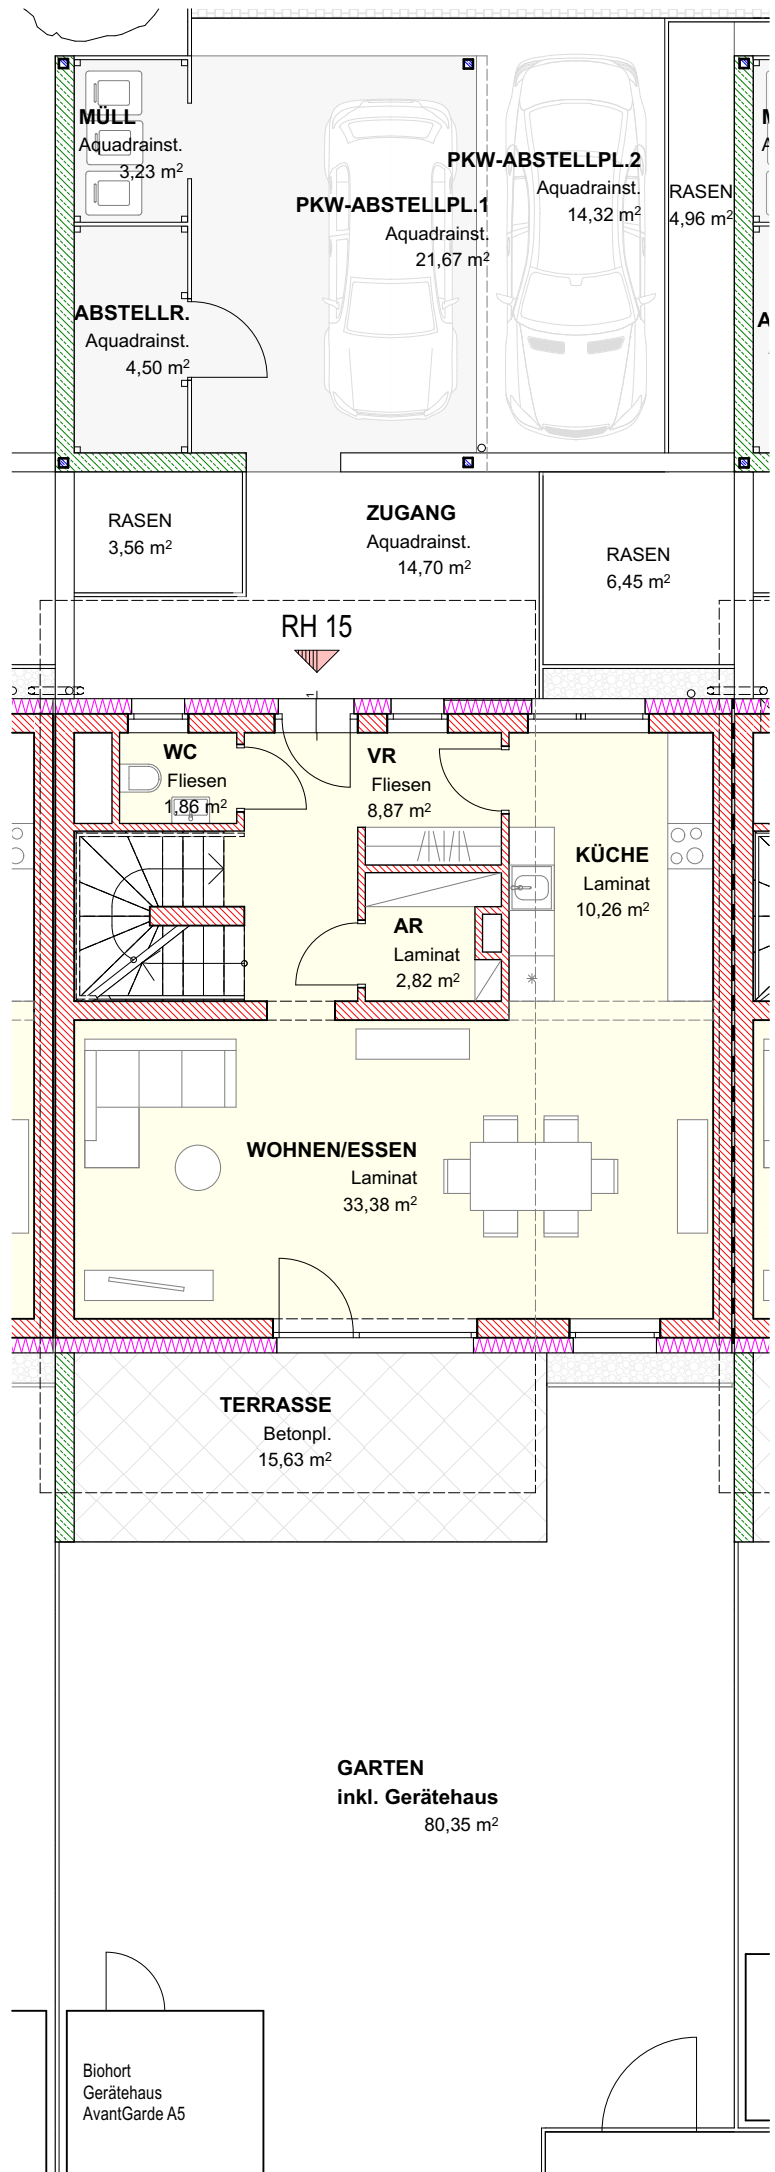 MÜLL
Aquadrainst.
3,23 m²
PKW-ABSTELLPL.2
Aquadrainst.
14,32 m²
RASEN
4,96 m²
PKW-ABSTELLPL.1
Aquadrainst.
21,67 m²
ABSTELLR.
Aquadrainst.
4,50 m²
RASEN
3,56 m²
ZUGANG
Aquadrainst.
14,70 m²
RASEN
6,45 m²
RH 15
1
WC
Fliesen
1,86 m²
VR
Fliesen
8,87 m²
KÜCHE
Laminat
10,26 m²
AR
Laminat
2,82 m²
WOHNEN/ESSEN
Laminat
33,38 m²
TERRASSE
Betonpl.
15,63 m²
GARTEN
inkl. Gerätehaus
80,35 m²
Biohort
Gerätehaus
AvantGarde A5